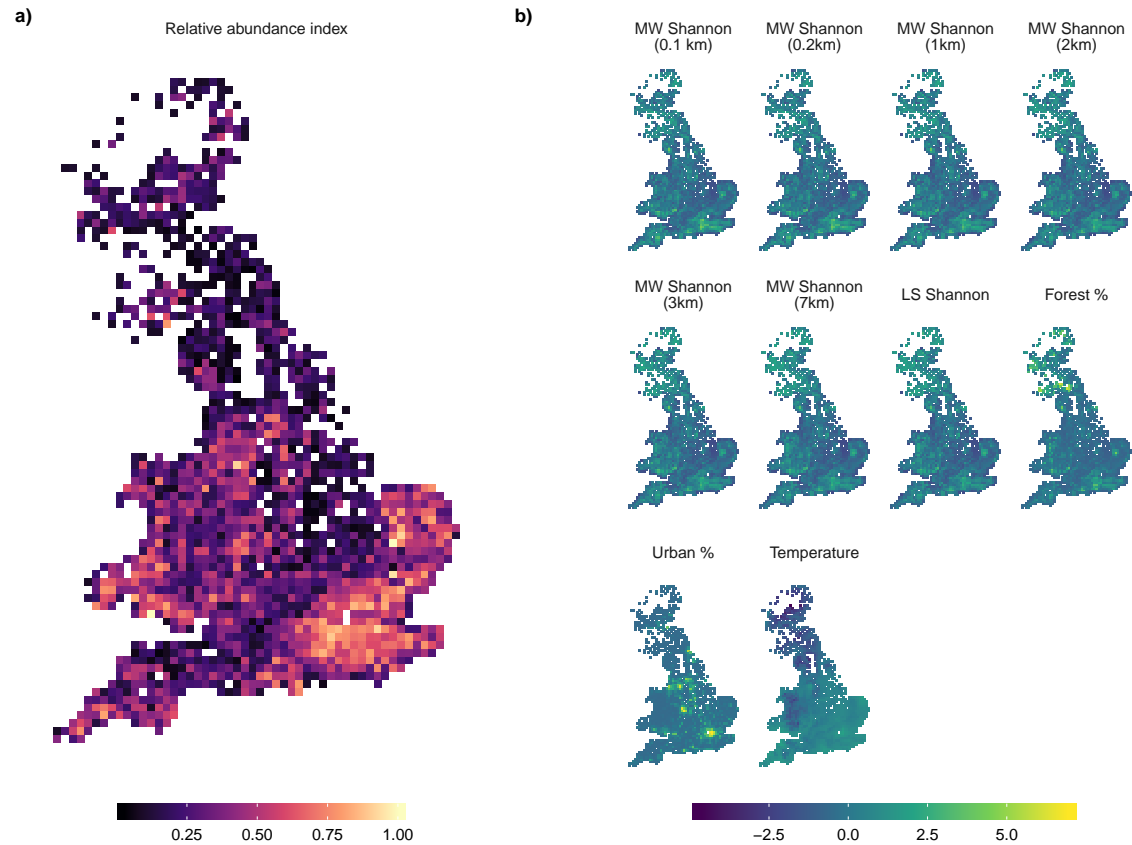 a)
Relative abundance index
0.25 0.50 0.75 1.00
b)
MW Shannon
(0.1 km)
MW Shannon
(0.2km)
MW Shannon
(1km)
MW Shannon
(2km)
MW Shannon
(3km)
MW Shannon
(7km)
LS Shannon
Forest %
Urban %
Temperature
−2.5 0.0 2.5 5.0